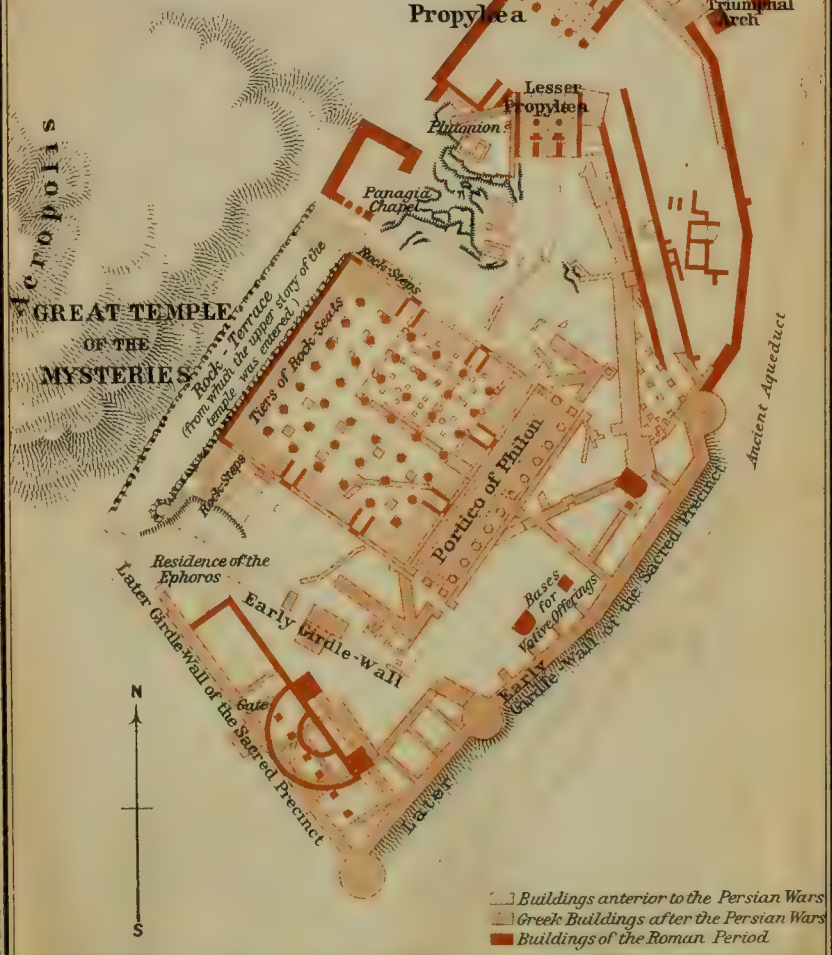 Propylæa
Triumphal
Arch
Lesser
Propylæa
Plutonion?
Acropolis
Panagia
Chapel
Rock-Steps
GREAT TEMPLE
OF THE
MYSTERIES
Rock Terrace
(from which the upper story of the
temple was entered.)
Tiers of Rock-Seats
Ancient Aqueduct
Portico of Philon
Rock-Steps
Residence of the
Ephoros
Early Girdle-Wall
Later Girdle-Wall of the Sacred Precinct
Bases
for
Votive Offerings
Gate
Early
Later Girdle Wall of the Sacred Precinct
N
S
Buildings anterior to the Persian Wars
Greek Buildings after the Persian Wars
Buildings of the Roman Period